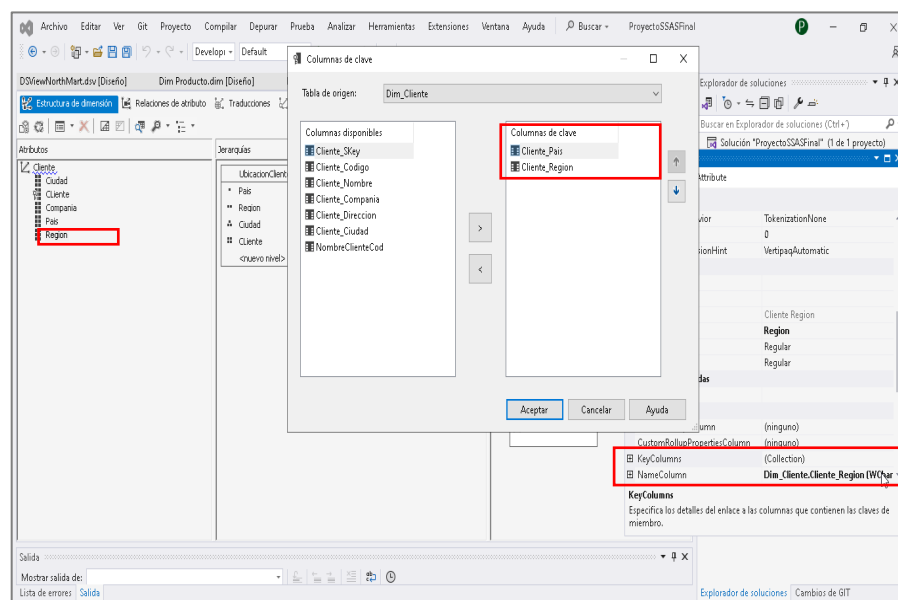 Archivo Editar Ver Git Proyecto Compilar Depurar Prueba Analizar Herramientas Extensiones Ventana Ayuda Buscar ProyectoSSASFinal P
Develop Default
DSViewNorthMart.dsv [Diseño] Dim Producto.dim [Diseño]
Estructura de dimensión Relaciones de atributo Traducciones
Atributos
Cliente
Ciudad
CLiente
Compania
Pais
Region
Jerarquías
UbicacionClient
Pais
Region
Ciudad
CLiente
<nuevo nivel>
Columnas de clave
Tabla de origen: Dim_Cliente
Columnas disponibles
Cliente_SKey
Cliente_Codigo
Cliente_Nombre
Cliente_Compania
Cliente_Direccion
Cliente_Ciudad
NombreClienteCod
>
<
Columnas de clave
Cliente_Pais
Cliente_Region
Aceptar Cancelar Ayuda
Explorador de soluciones
Buscar en Explorador de soluciones (Ctrl+')
Solución "ProyectoSSASFinal" (1 de 1 proyecto)
Attribute
vior TokenizationNone
0
sionHint VertipaqAutomatic
Cliente Region
Region
Regular
Regular
das
umn (ninguno)
CustomRollupPropertiesColumn (ninguno)
KeyColumns (Collection)
NameColumn Dim_Cliente.Cliente_Region (WChar
KeyColumns
Especifica los detalles del enlace a las columnas que contienen las claves de
miembro.
Salida
Mostrar salida de:
Lista de errores Salida
Explorador de soluciones Cambios de GIT